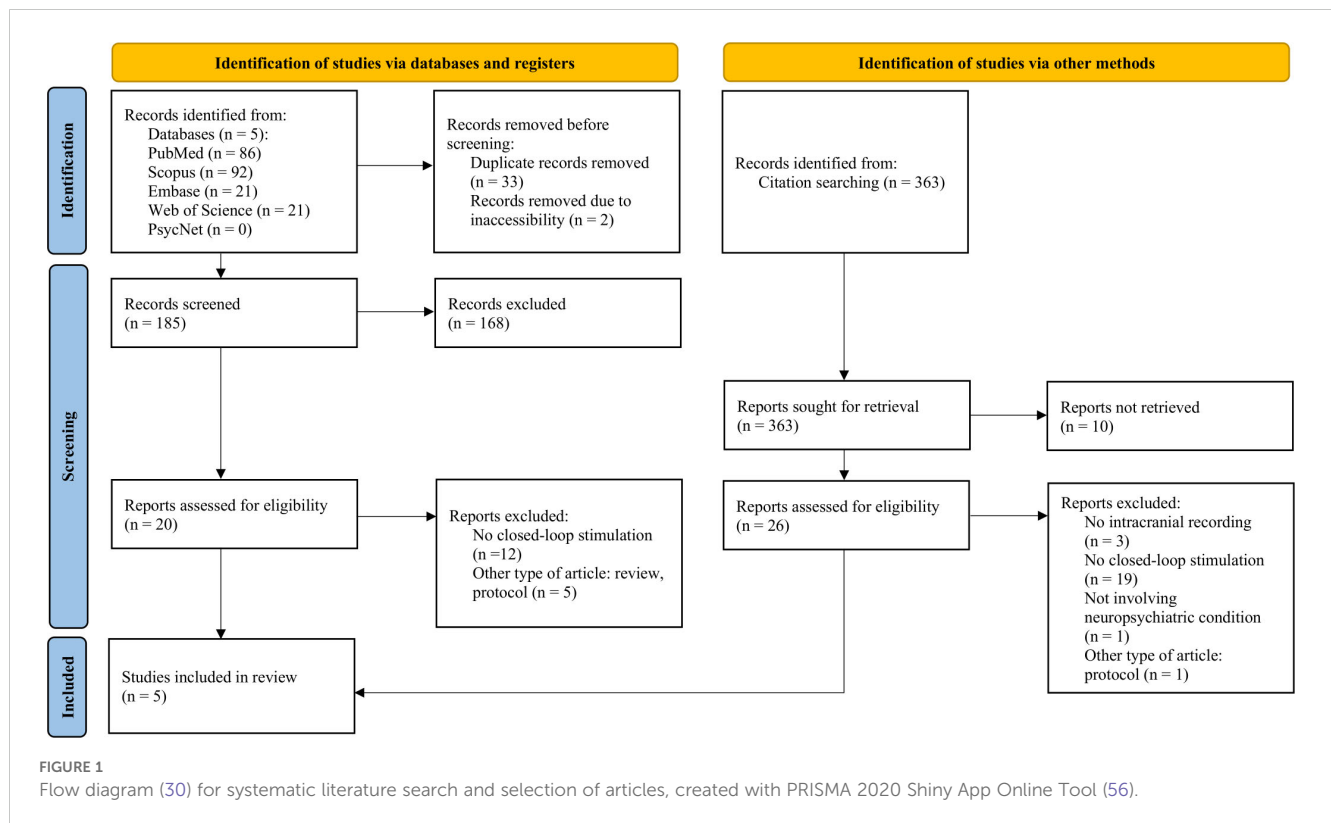 Identification of studies via databases and registers
Identification of studies via other methods
Identification
Records identified from:
Databases (n = 5):
PubMed (n = 86)
Scopus (n = 92)
Embase (n = 21)
Web of Science (n = 21)
PsycNet (n = 0)
Records removed before
screening:
Duplicate records removed
(n = 33)
Records removed due to
inaccessibility (n = 2)
Records identified from:
Citation searching (n = 363)
Screening
Records screened
(n = 185)
Records excluded
(n = 168)
Reports sought for retrieval
(n = 363)
Reports not retrieved
(n = 10)
Reports assessed for eligibility
(n = 20)
Reports excluded:
No closed-loop stimulation
(n =12)
Other type of article: review,
protocol (n = 5)
Reports assessed for eligibility
(n = 26)
Reports excluded:
No intracranial recording
(n = 3)
No closed-loop stimulation
(n = 19)
Not involving
neuropsychiatric condition
(n = 1)
Other type of article:
protocol (n = 1)
Included
Studies included in review
(n = 5)
FIGURE 1
Flow diagram (30) for systematic literature search and selection of articles, created with PRISMA 2020 Shiny App Online Tool (56).